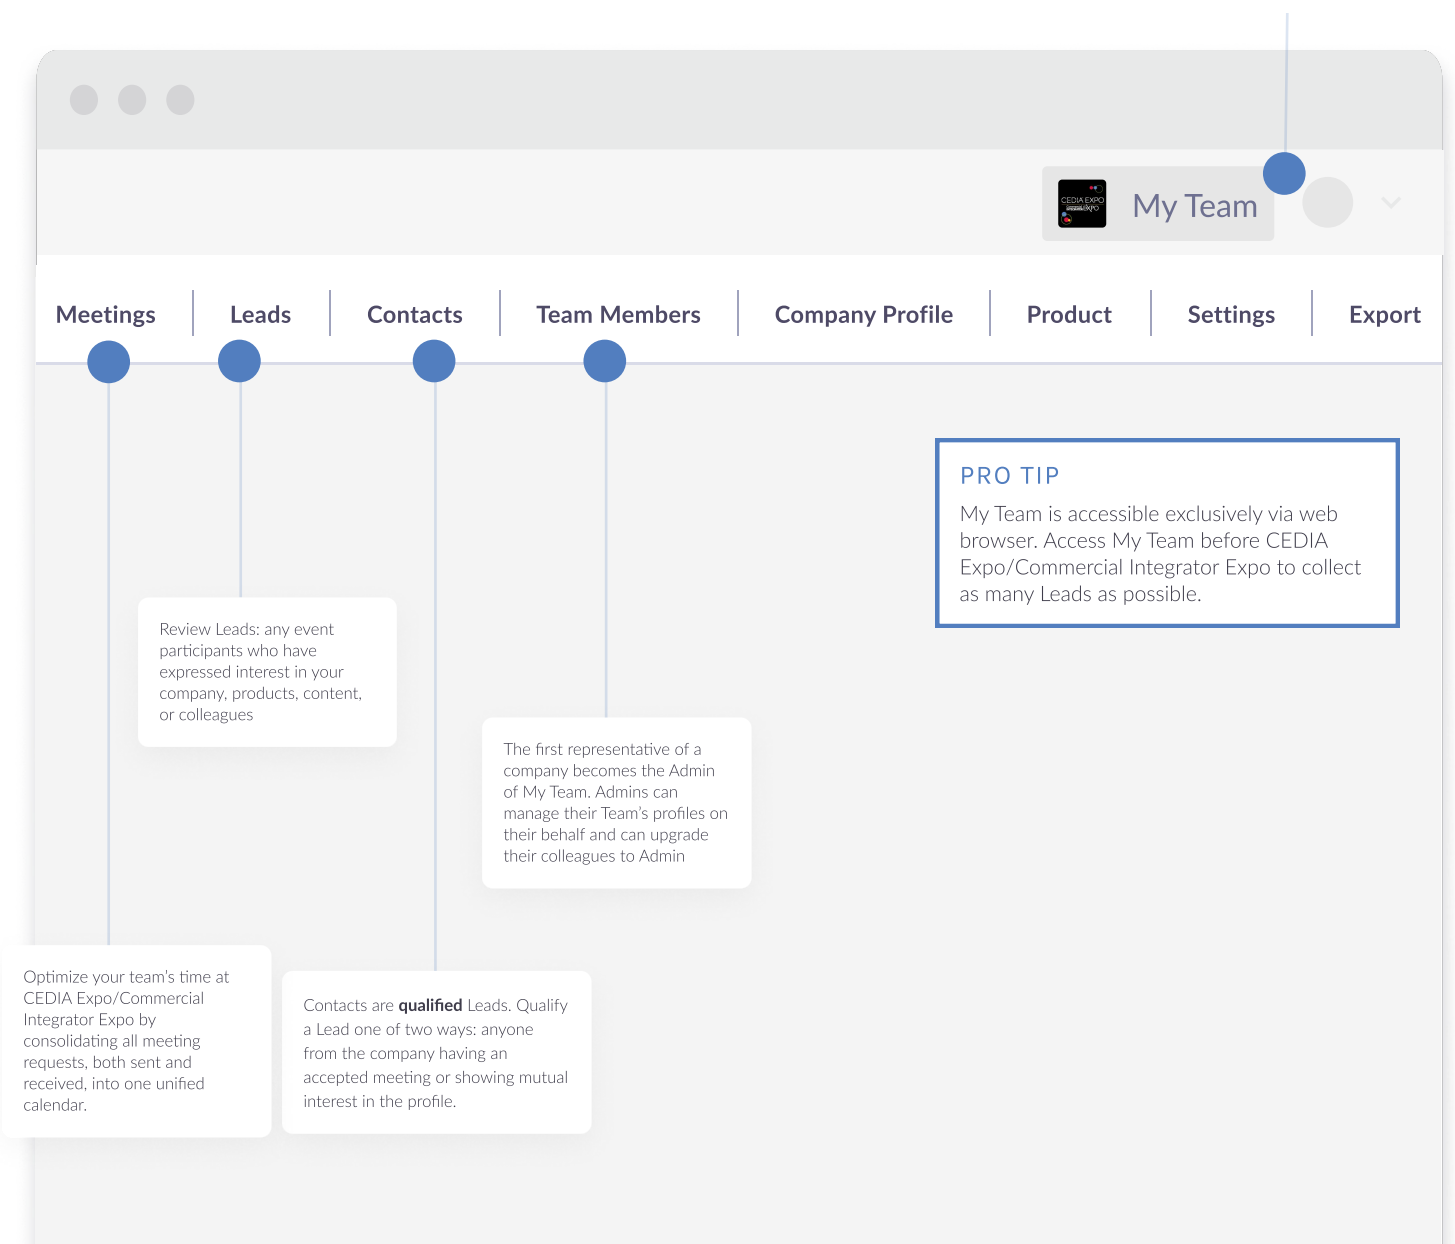 CEDIA EXPO
EXPO
My Team
Meetings
Leads
Contacts
Team Members
Company Profile
Product
Settings
Export
PRO TIP
My Team is accessible exclusively via web
browser. Access My Team before CEDIA
Expo/Commercial Integrator Expo to collect
as many Leads as possible.
Review Leads: any event
participants who have
expressed interest in your
company, products, content,
or colleagues
The first representative of a
company becomes the Admin
of My Team. Admins can
manage their Team’s profiles on
their behalf and can upgrade
their colleagues to Admin
Optimize your team’s time at
CEDIA Expo/Commercial
Integrator Expo by
consolidating all meeting
requests, both sent and
received, into one unified
calendar.
Contacts are qualified Leads. Qualify
a Lead one of two ways: anyone
from the company having an
accepted meeting or showing mutual
interest in the profile.